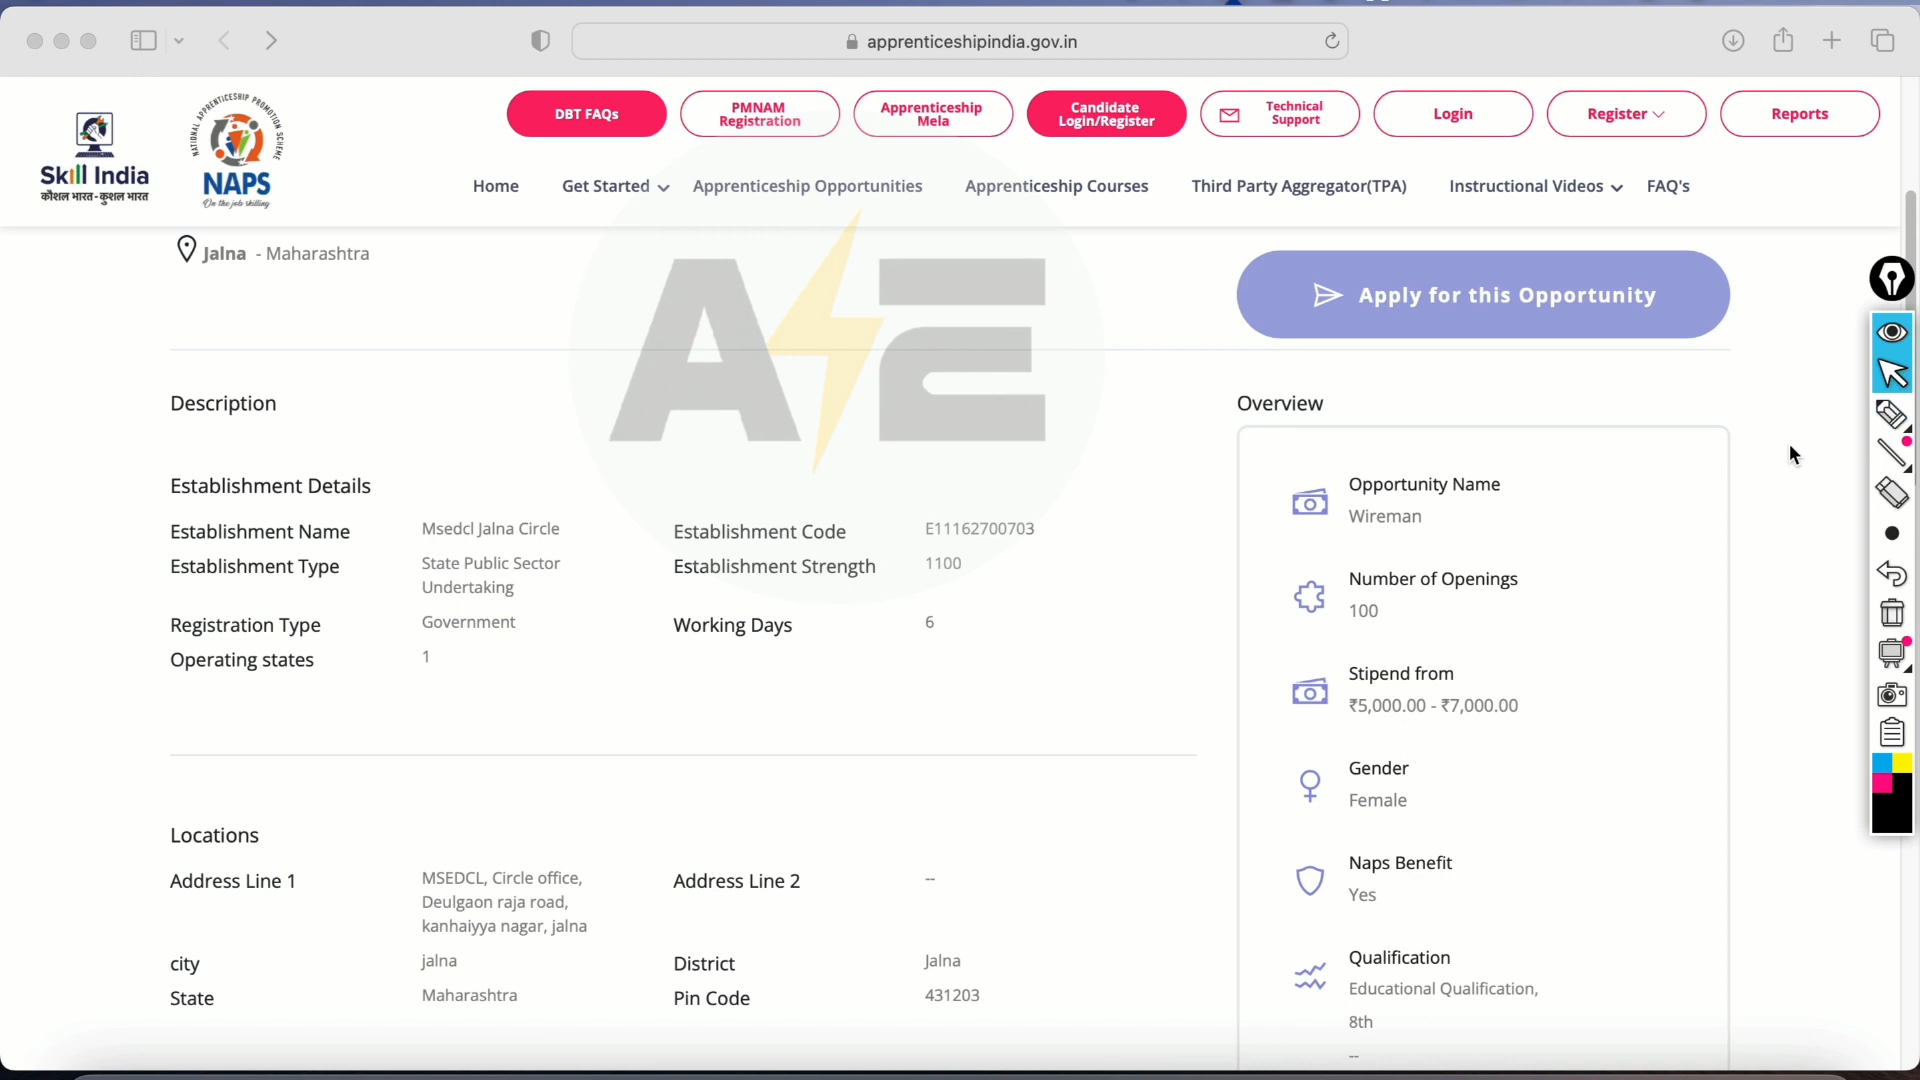 apprenticeshipindia.gov.in
Skill India
कौशल भारत-कुशल भारत
NATIONAL APPRENTICESHIP PROMOTION SCHEME
NAPS
On the job skilling
DBT FAQs
PMNAM
Registration
Apprenticeship
Mela
Candidate
Login/Register
Technical
Support
Login
Register
Reports
Home
Get Started
Apprenticeship Opportunities
Apprenticeship Courses
Third Party Aggregator(TPA)
Instructional Videos
FAQ's
Jalna - Maharashtra
Apply for this Opportunity
AE
Description
Establishment Details
Establishment Name
Msedcl Jalna Circle
Establishment Code
E11162700703
Establishment Type
State Public Sector
Undertaking
Establishment Strength
1100
Registration Type
Government
Working Days
6
Operating states
1
Locations
Address Line 1
MSEDCL, Circle office,
Deulgaon raja road,
kanhaiyya nagar, jalna
Address Line 2
--
city
jalna
District
Jalna
State
Maharashtra
Pin Code
431203
Overview
Opportunity Name
Wireman
Number of Openings
100
Stipend from
₹5,000.00 - ₹7,000.00
Gender
Female
Naps Benefit
Yes
Qualification
Educational Qualification,
8th
--